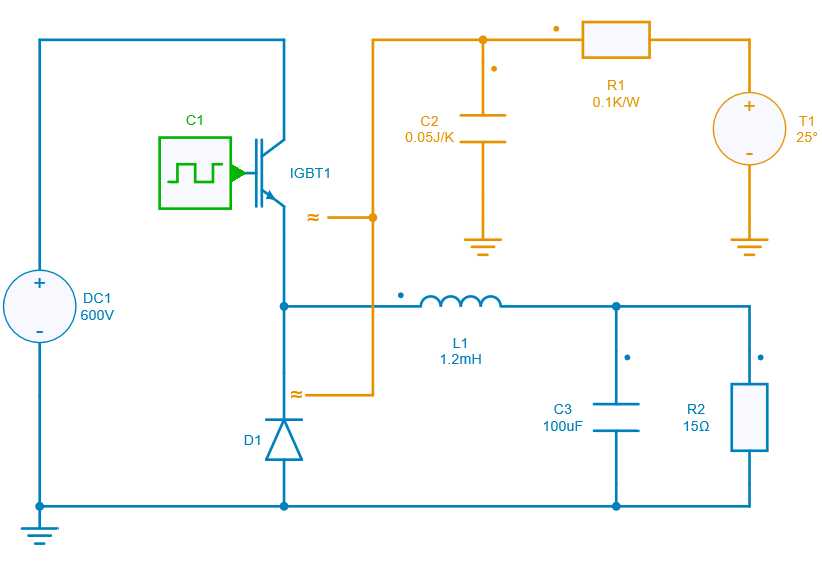 C1
IGBT1
C2
0.05J/K
R1
0.1K/W
T1
25°
+
-
≈
DC1
600V
+
-
L1
1.2mH
≈
D1
C3
100uF
R2
15Ω